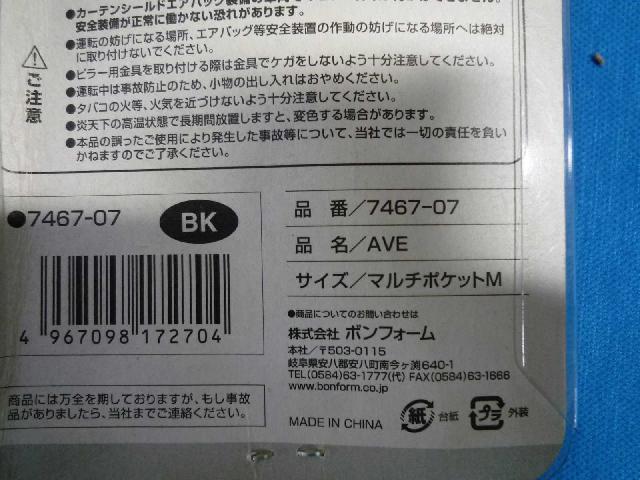 ●カーテンシールドエアバッグ装備の
安全装備が正常に働かない恐れがあります。
●運転の妨げになる場所、エアバッグ等安全装置の作動の妨げになる場所へは絶対
に取り付けないでください。
●ピラー用金具を取り付ける際は金具でケガをしないよう十分注意してください。
●運転中は事故防止のため、小物の出し入れはおやめください。
●タバコの火等、火気を近づけないよう十分注意してください。
●炎天下の高温状態で長期間放置しますと、変色する場合があります。
●本品の誤ったご使用により発生した事故等について、当社では一切の責任を負い
かねますのでご了承ください。
ご注意
●7467-07
BK
4 967098 172704
品 番/7467-07
品 名/AVE
サイズ/マルチポケットM
●商品についてのお問い合わせは
株式会社 ボンフォーム
本社/〒503-0115
岐阜県安八郡安八町南今ヶ渕640-1
TEL(0584)63-1777(代) FAX(0584)63-1666
www.bonform.co.jp
商品には万全を期しておりますが、もし事故
品がありましたら、当社までご連絡ください。
MADE IN CHINA
紙 台紙
プラ 外装